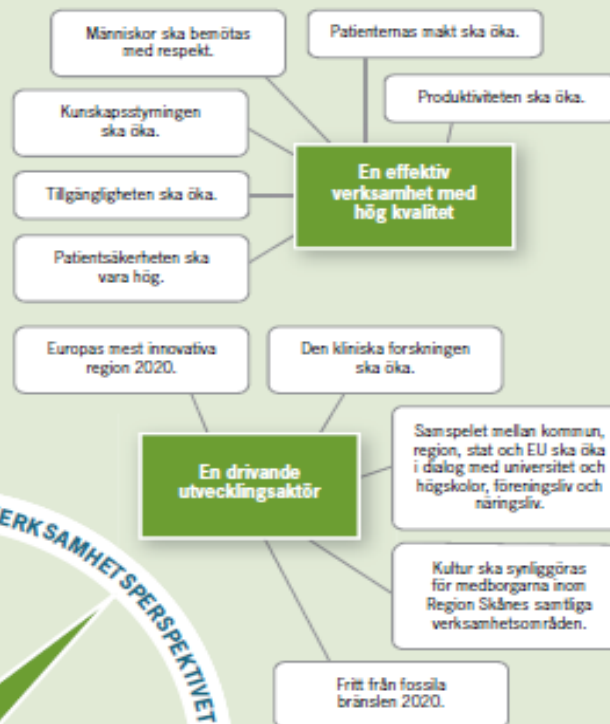 Människor ska bemötas
med respekt.
Patienternas makt ska öka.
Produktiviteten ska öka.
Kunskapsstyrningen
ska öka.
En effektiv
verksamhet med
hög kvalitet
Tillgängligheten ska öka.
Patientsäkerheten ska
vara hög.
Europas mest innovativa
region 2020.
Den kliniska forskningen
ska öka.
Samspelet mellan kommun,
region, stat och EU ska öka
i dialog med universitet och
högskolor, föreningsliv och
näringsliv.
En drivande
utvecklingsaktör
Kultur ska synliggöras
för medborgarna inom
Region Skånes samtliga
verksamhetsområden.
Fritt från fossila
bränslen 2020.
ERKSAMHETSPERSPEKTIVET